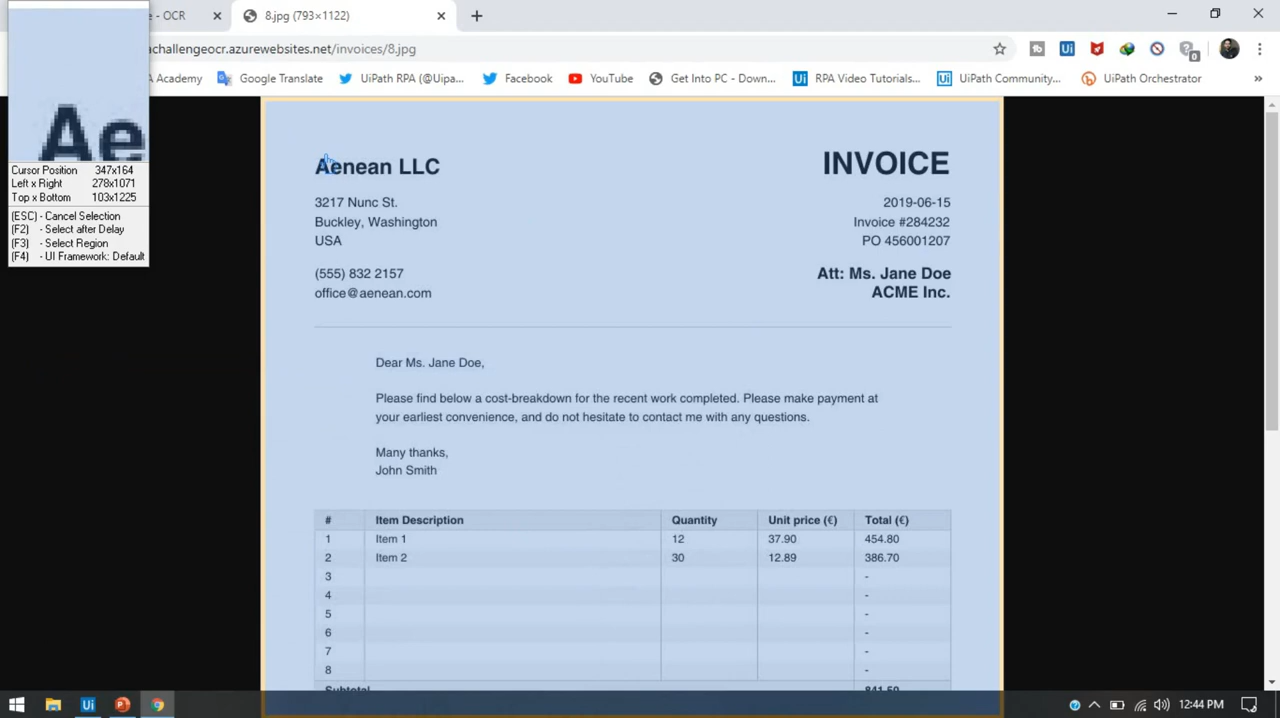 - OCR
8.jpg (793×1122)
achallengeocr.azurewebsites.net/invoices/8.jpg
A Academy
Google Translate
UiPath RPA (@Uipa...
Facebook
YouTube
Get Into PC - Down...
RPA Video Tutorials...
UiPath Community...
UiPath Orchestrator
»
Ae
Cursor Position 347x164
Left x Right 278x1071
Top x Bottom 103x1225
(ESC) - Cancel Selection
(F2) - Select after Delay
(F3) - Select Region
(F4) - UI Framework: Default
Aenean LLC
INVOICE
3217 Nunc St.
2019-06-15
Buckley, Washington
Invoice #284232
USA
PO 456001207
(555) 832 2157
Att: Ms. Jane Doe
office@aenean.com
ACME Inc.
Dear Ms. Jane Doe,
Please find below a cost-breakdown for the recent work completed. Please make payment at
your earliest convenience, and do not hesitate to contact me with any questions.
Many thanks,
John Smith
# Item Description Quantity Unit price (€) Total (€)
1 Item 1 12 37.90 454.80
2 Item 2 30 12.89 386.70
3 -
4 -
5 -
6 -
7 -
8 -
Subtotal 841.50
12:44 PM